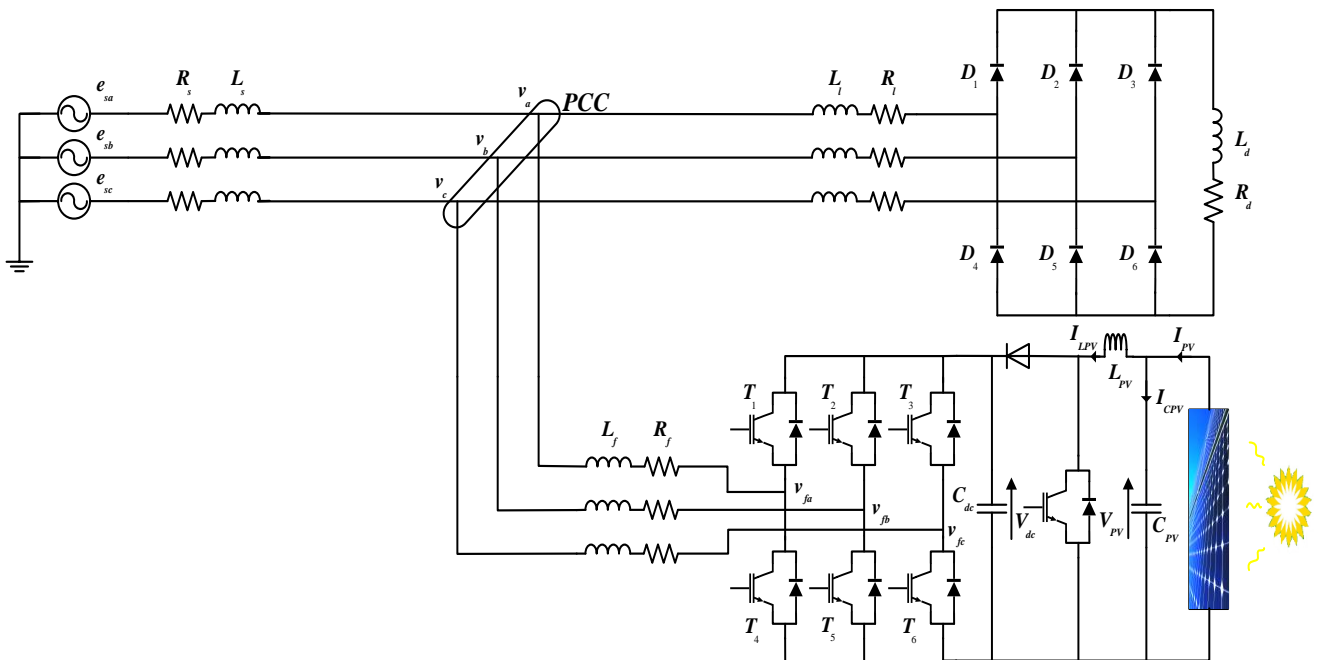 e_sa
R_s
L_s
v_a
PCC
L_l
R_l
D_1
D_2
D_3
e_sb
v_b
L_d
e_sc
v_c
R_d
D_4
D_5
D_6
I_LPV
I_PV
L_PV
I_CPV
T_1
T_2
T_3
L_f
R_f
v_fa
C_dc
V_dc
V_PV
C_PV
v_fb
v_fc
T_4
T_5
T_6